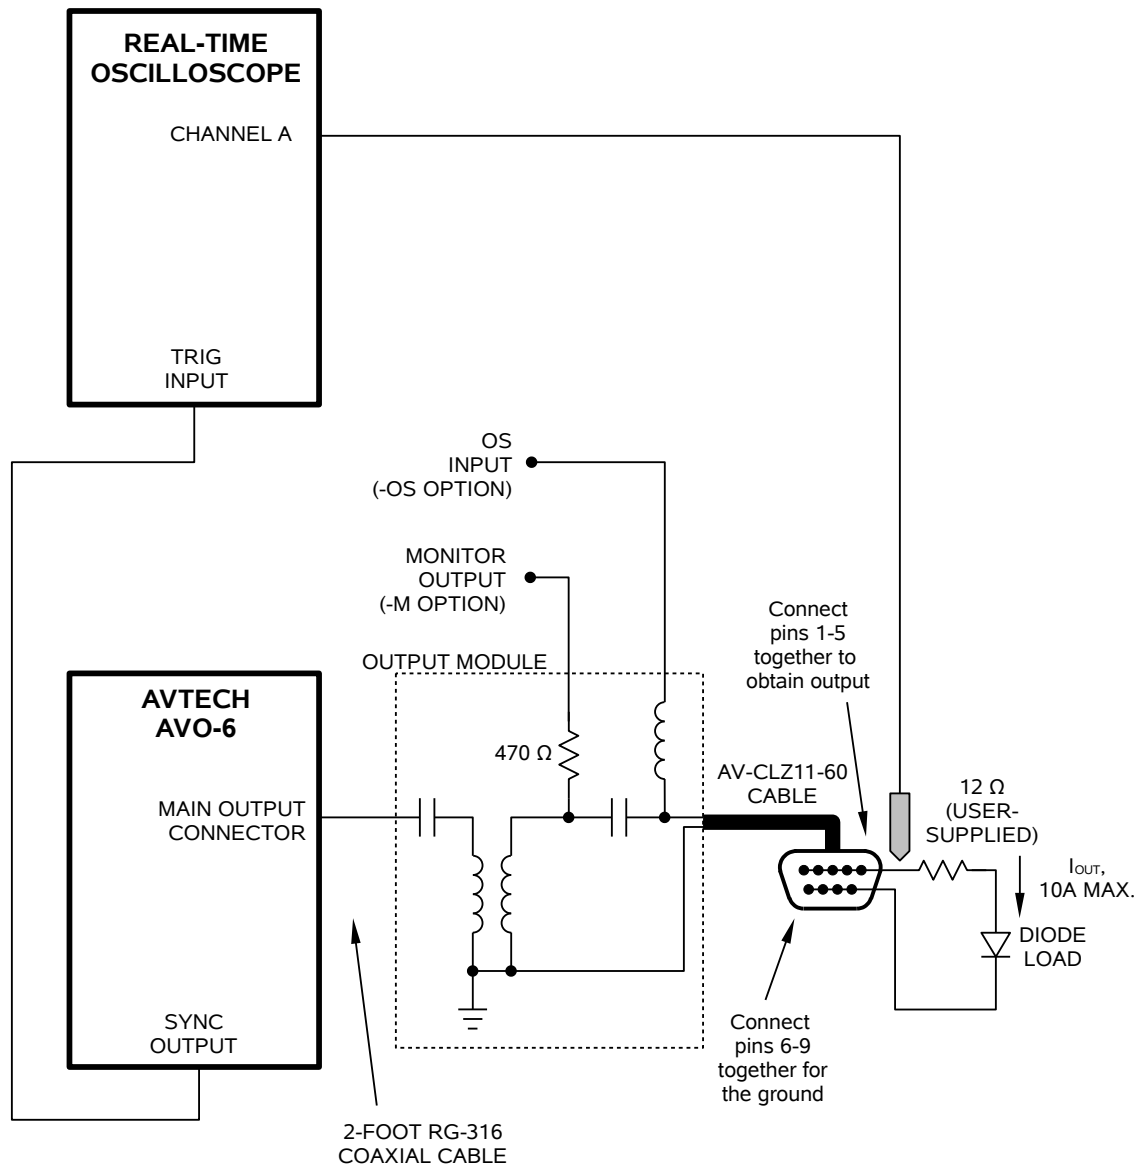 REAL-TIME
OSCILLOSCOPE
CHANNEL A
TRIG
INPUT
OS
INPUT
(-OS OPTION)
MONITOR
OUTPUT
(-M OPTION)
Connect
pins 1-5
together to
obtain output
OUTPUT MODULE
AVTECH
AVO-6
470 Ω
AV-CLZ11-60
CABLE
12 Ω
(USER-
SUPPLIED)
MAIN OUTPUT
CONNECTOR
IOUT,
10A MAX.
DIODE
LOAD
SYNC
OUTPUT
Connect
pins 6-9
together for
the ground
2-FOOT RG-316
COAXIAL CABLE